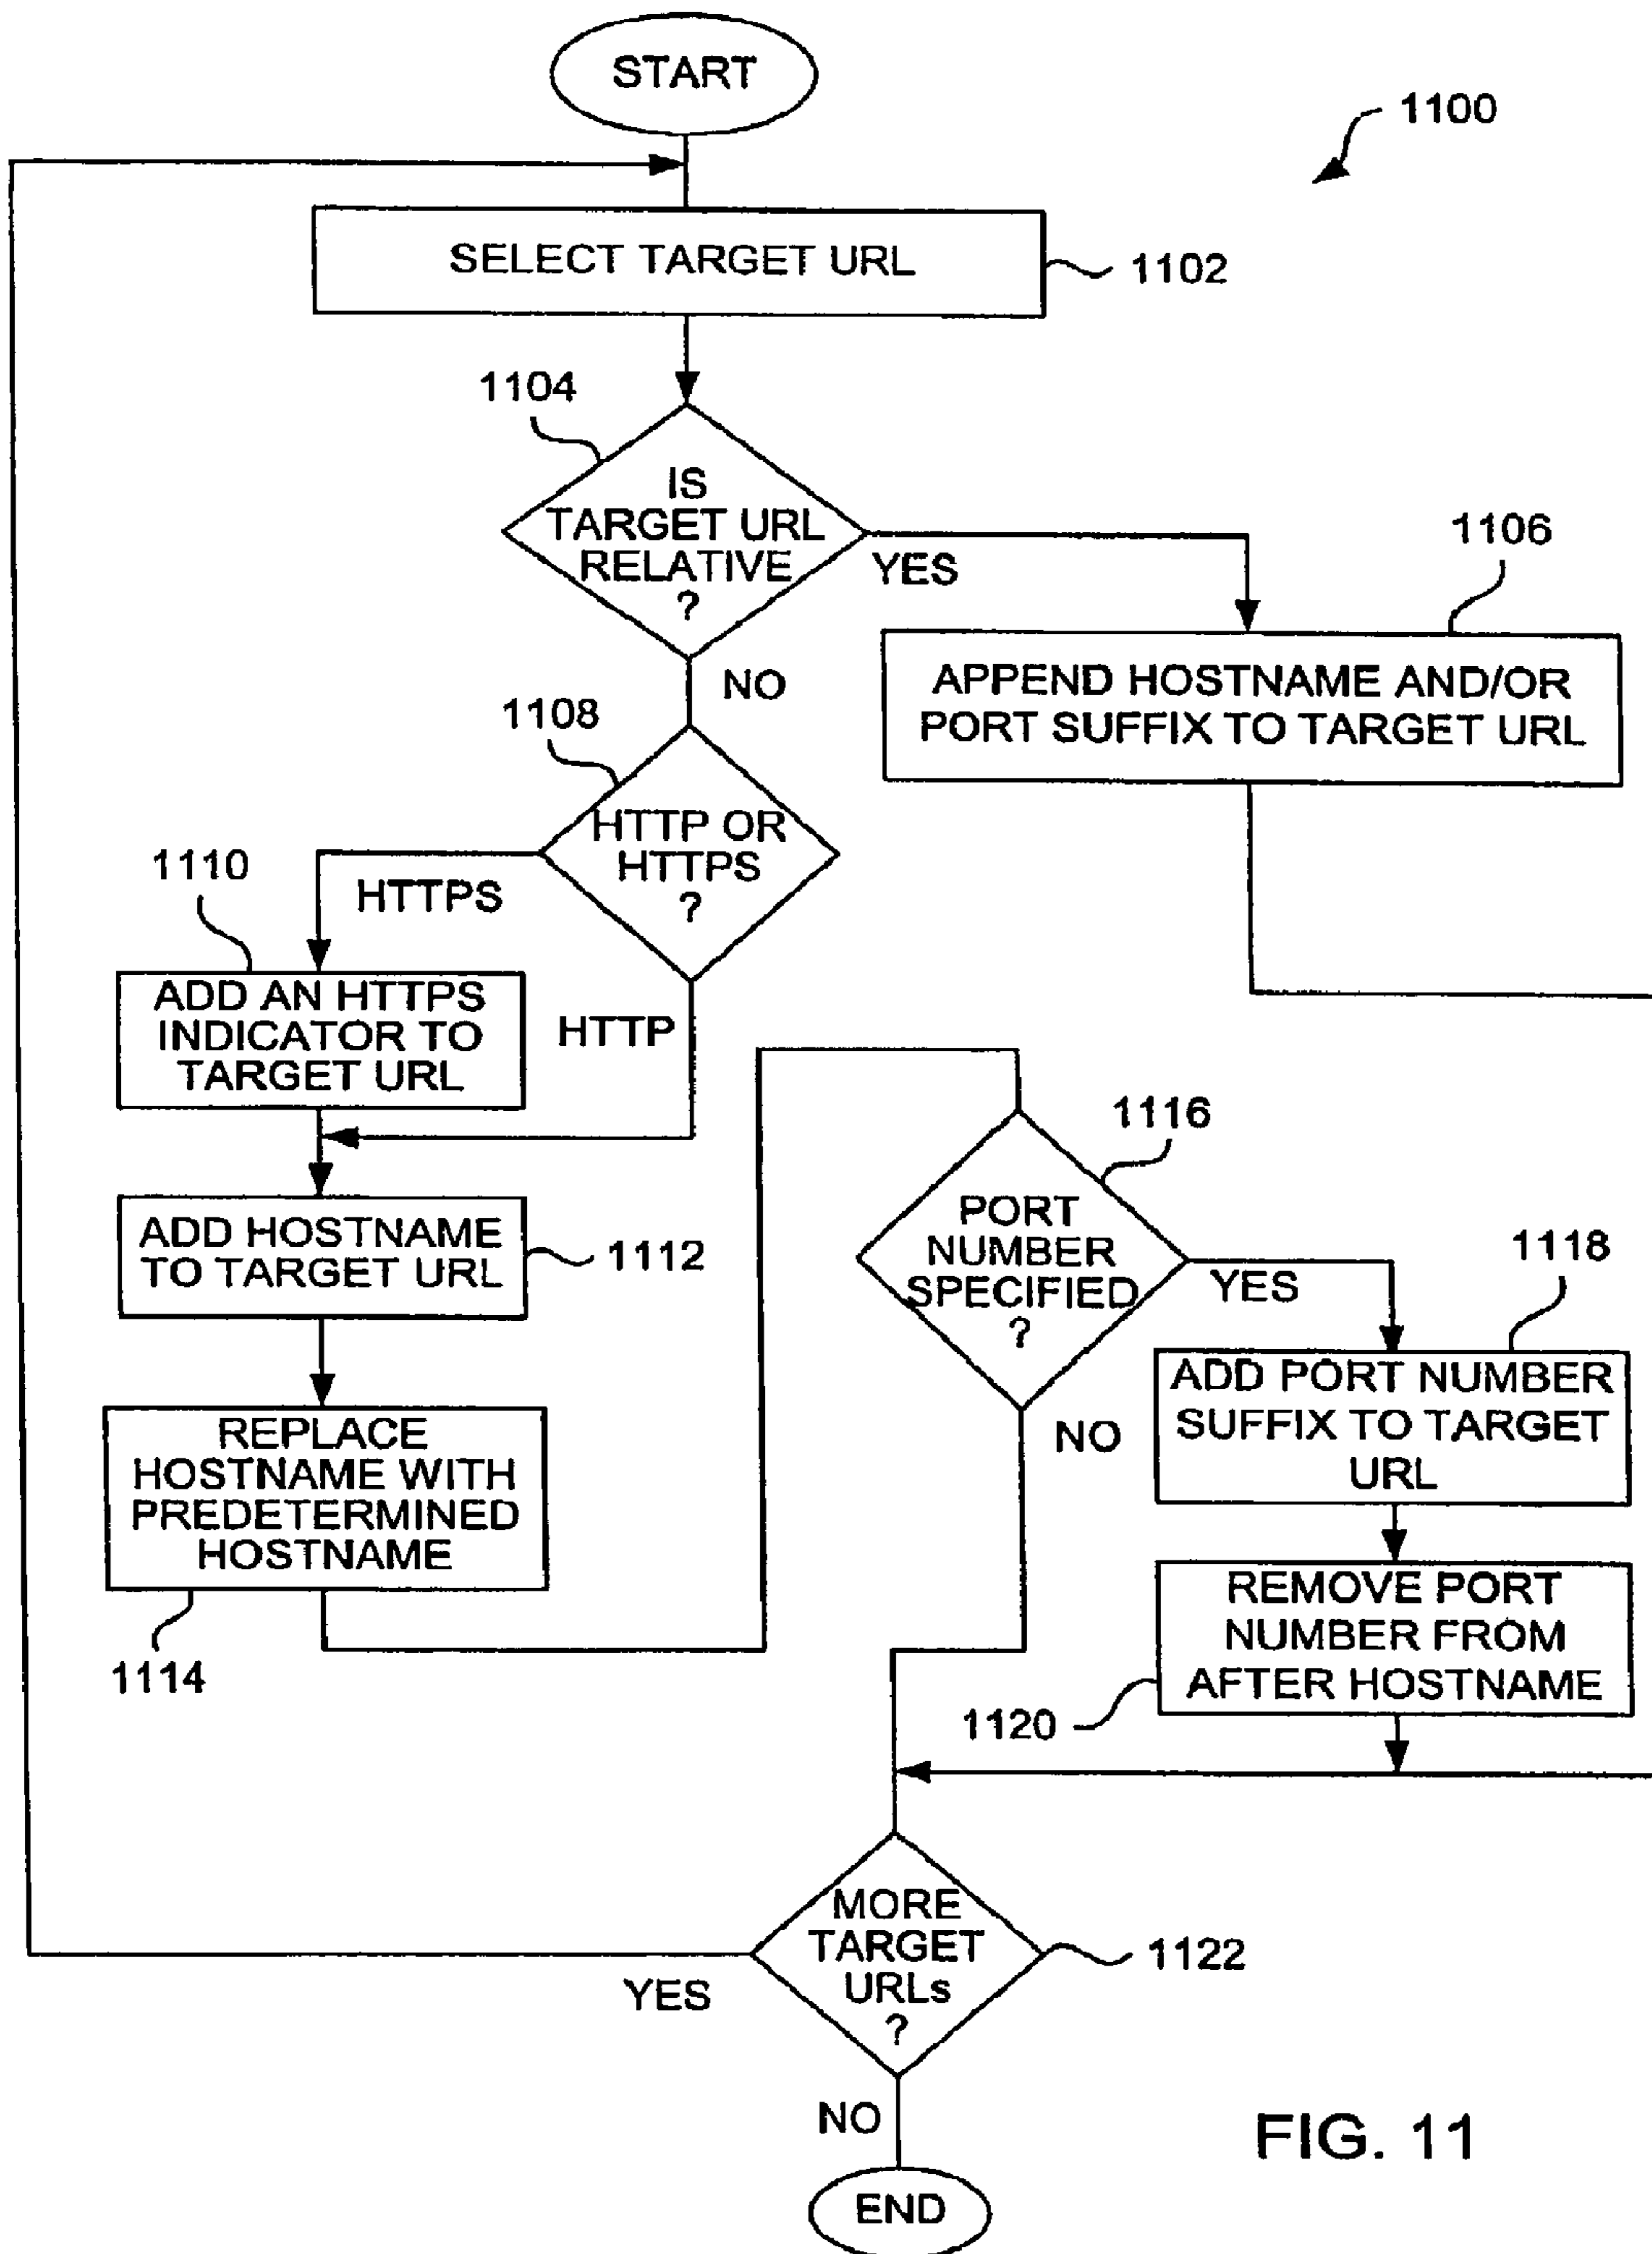 START
1100
SELECT TARGET URL
1102
1104
IS
TARGET URL
RELATIVE
?
YES
1106
APPEND HOSTNAME AND/OR
PORT SUFFIX TO TARGET URL
NO
1108
HTTP OR
HTTPS
?
1110
HTTPS
ADD AN HTTPS
INDICATOR TO
TARGET URL
HTTP
1112
ADD HOSTNAME
TO TARGET URL
REPLACE
HOSTNAME WITH
PREDETERMINED
HOSTNAME
1114
1116
PORT
NUMBER
SPECIFIED
?
YES
1118
ADD PORT NUMBER
SUFFIX TO TARGET
URL
NO
REMOVE PORT
NUMBER FROM
AFTER HOSTNAME
1120
MORE
TARGET
URLs
?
1122
YES
NO
END
FIG. 11